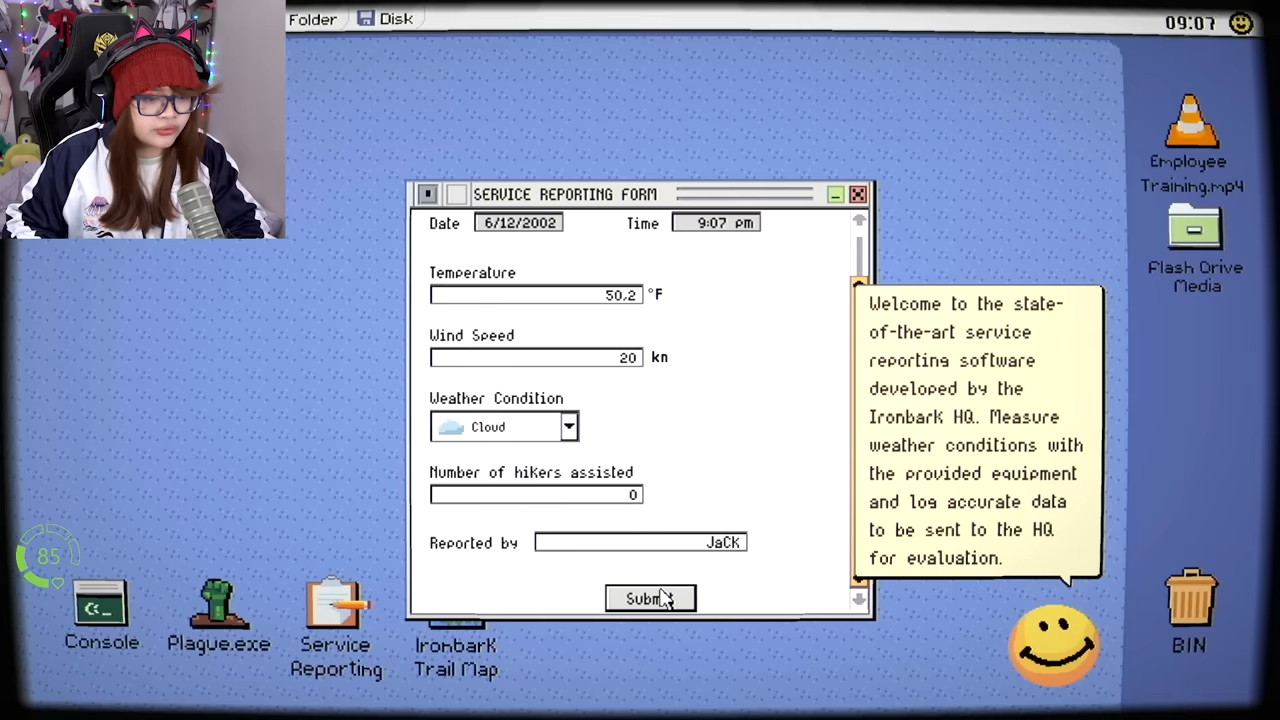 Folder
Disk
09:07
Employee
Training.mp4
Flash Drive
Media
SERVICE REPORTING FORM
Date 6/12/2002 Time 9:07 pm
Temperature
50.2 °F
Wind Speed
20 kn
Weather Condition
Cloud
Number of hikers assisted
0
Reported by JaCK
Submit
Welcome to the state-
of-the-art service
reporting software
developed by the
Ironbark HQ. Measure
weather conditions with
the provided equipment
and log accurate data
to be sent to the HQ
for evaluation.
85
Console
Plague.exe
Service
Reporting
Ironbark
Trail Map
BIN